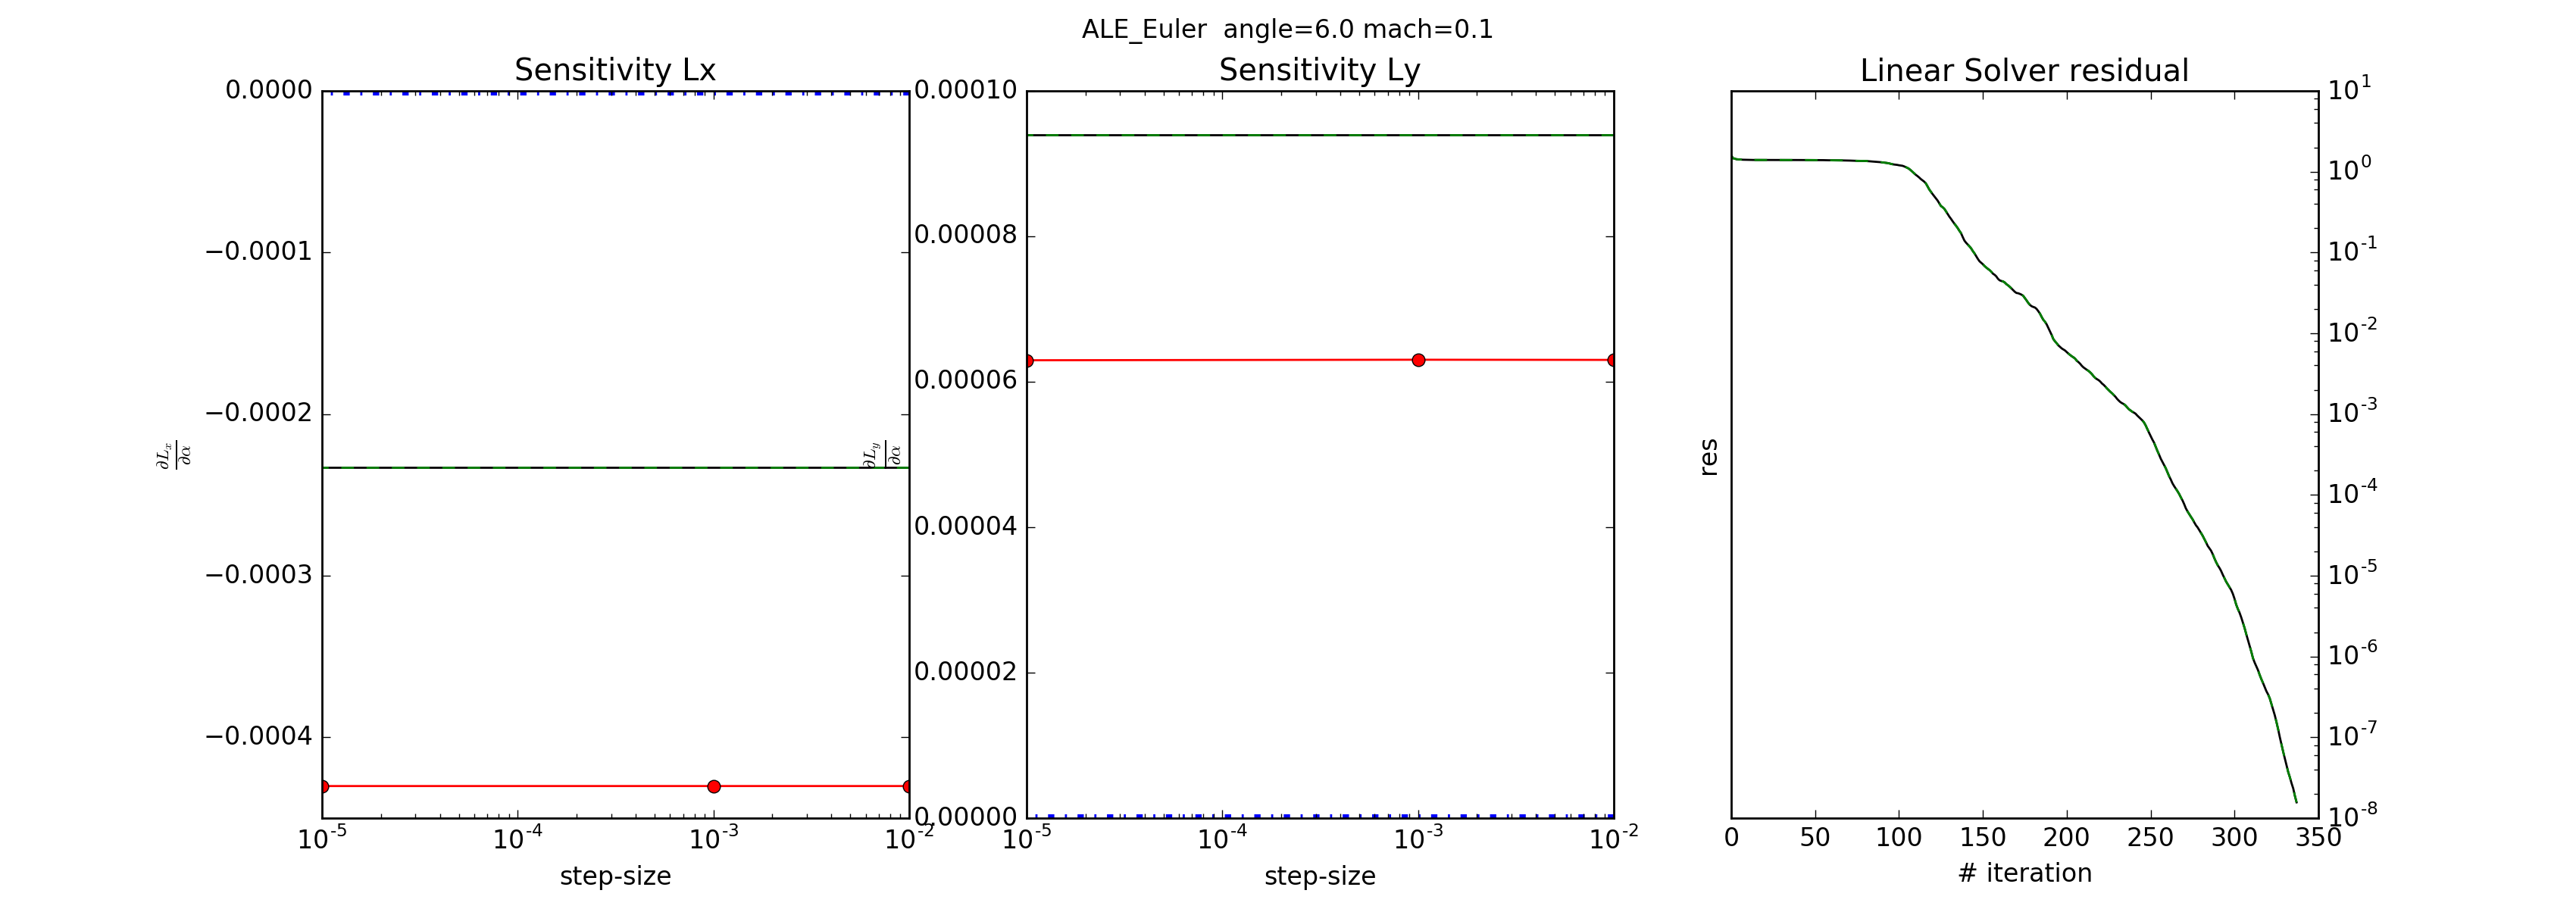 ALE_Euler  angle=6.0 mach=0.1
Sensitivity Lx
0.0000
−0.0001
−0.0002
−0.0003
−0.0004
∂Lx/∂α
10^-5 10^-4 10^-3 10^-2
step-size
Sensitivity Ly
0.00010
0.00008
0.00006
0.00004
0.00002
0.00000
∂Ly/∂α
10^-5 10^-4 10^-3 10^-2
step-size
Linear Solver residual
10^1
10^0
10^-1
10^-2
10^-3
10^-4
10^-5
10^-6
10^-7
10^-8
res
0 50 100 150 200 250 300 350
# iteration